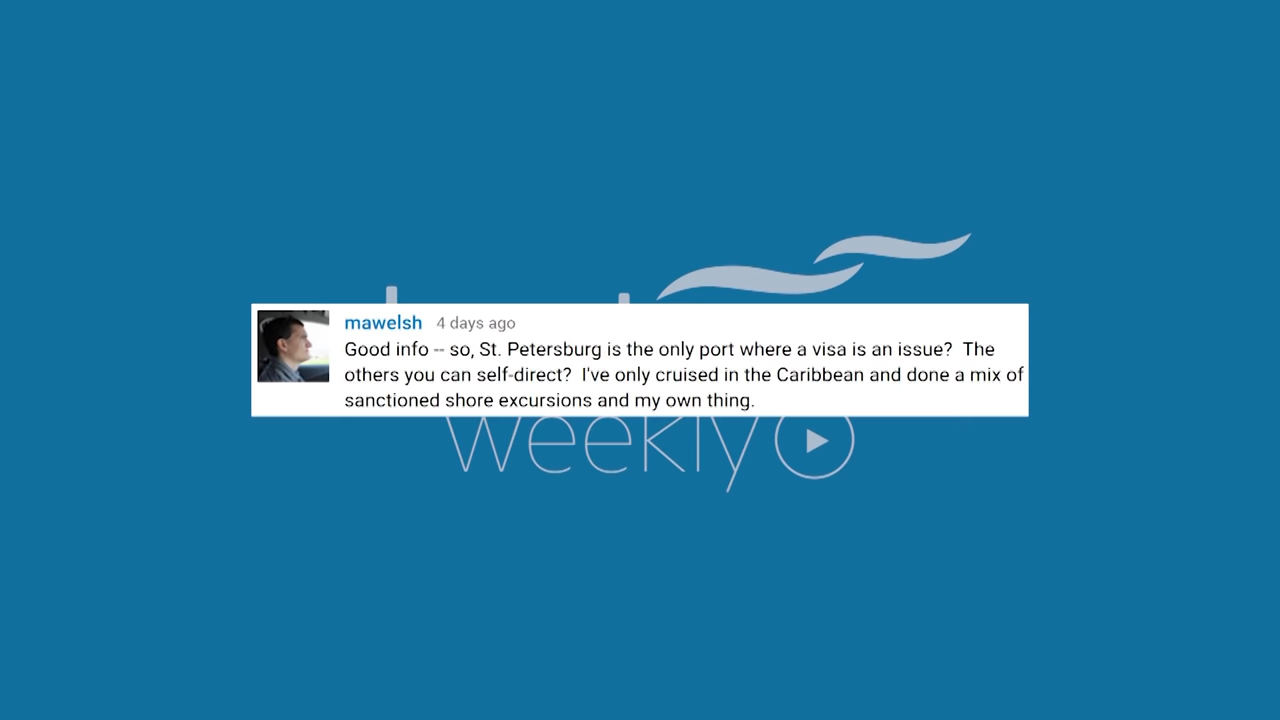 mawelsh 4 days ago
Good info -- so, St. Petersburg is the only port where a visa is an issue? The
others you can self-direct? I've only cruised in the Caribbean and done a mix of
sanctioned shore excursions and my own thing.
weekly